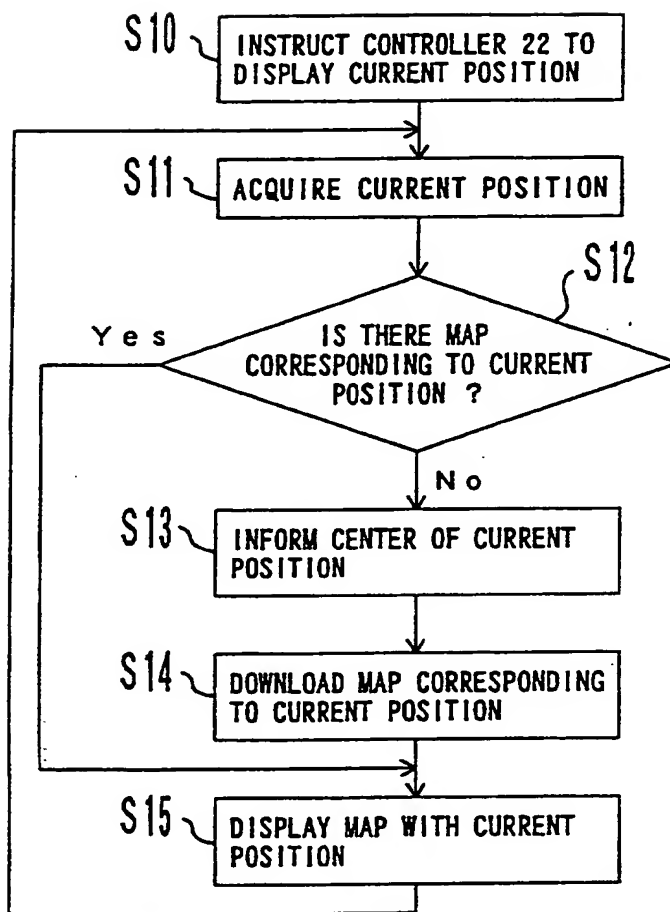 S10
INSTRUCT CONTROLLER 22 TO
DISPLAY CURRENT POSITION
S11
ACQUIRE CURRENT POSITION
S12
Yes
IS THERE MAP
CORRESPONDING TO CURRENT
POSITION ?
No
S13
INFORM CENTER OF CURRENT
POSITION
S14
DOWNLOAD MAP CORRESPONDING
TO CURRENT POSITION
S15
DISPLAY MAP WITH CURRENT
POSITION